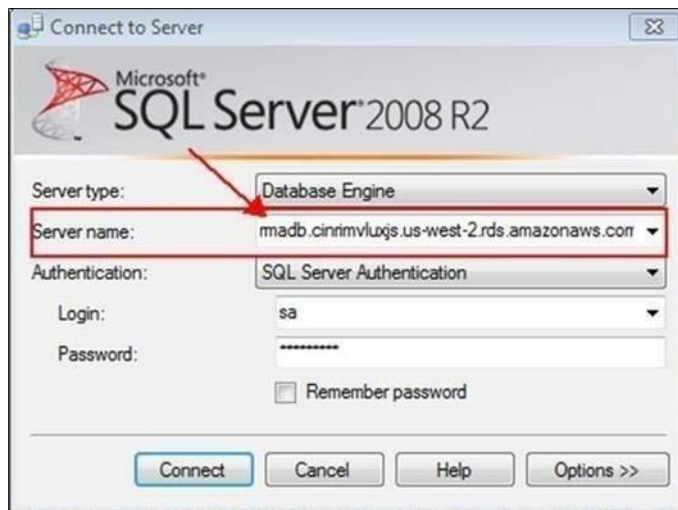 Connect to Server
Microsoft®
SQL Server® 2008 R2
Server type: Database Engine
Server name: rmadb.cinrimvluxjs.us-west-2.rds.amazonaws.com
Authentication: SQL Server Authentication
Login: sa
Password: *********
Remember password
Connect Cancel Help Options >>